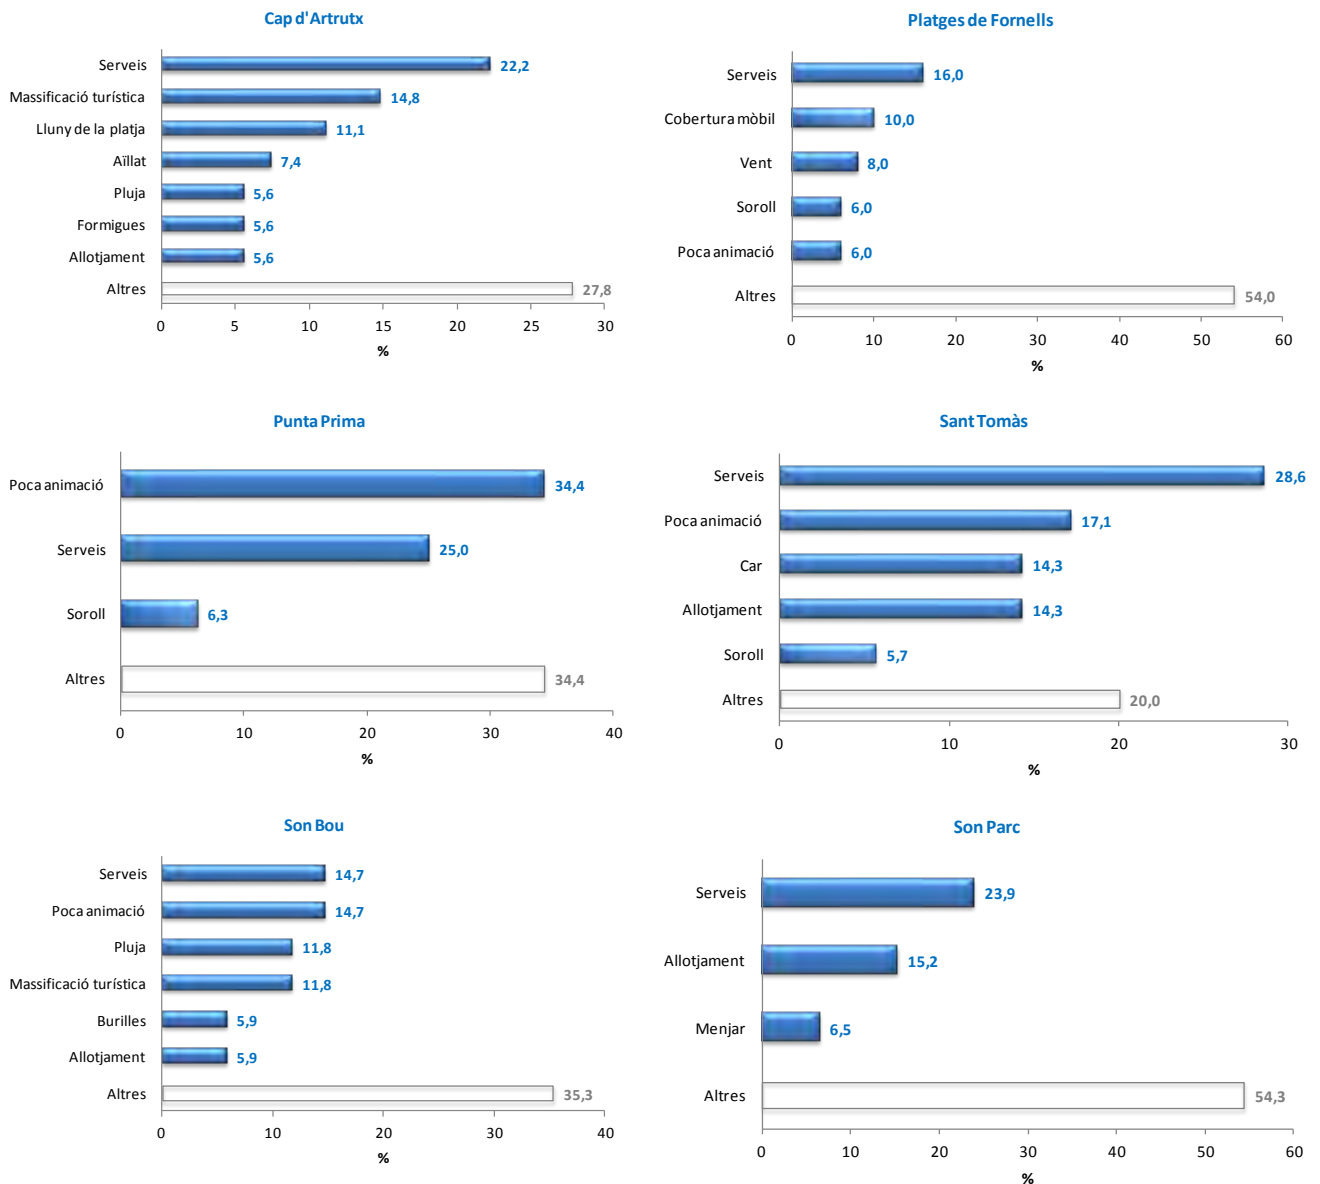 Cap d'Artrutx
Serveis 22,2
Massificació turística 14,8
Lluny de la platja 11,1
Aïllat 7,4
Pluja 5,6
Formigues 5,6
Allotjament 5,6
Altres 27,8
0 5 10 15 20 25 30
%
Platges de Fornells
Serveis 16,0
Cobertura mòbil 10,0
Vent 8,0
Soroll 6,0
Poca animació 6,0
Altres 54,0
0 10 20 30 40 50 60
%
Punta Prima
Poca animació 34,4
Serveis 25,0
Soroll 6,3
Altres 34,4
0 10 20 30 40
%
Sant Tomàs
Serveis 28,6
Poca animació 17,1
Car 14,3
Allotjament 14,3
Soroll 5,7
Altres 20,0
0 10 20 30
%
Son Bou
Serveis 14,7
Poca animació 14,7
Pluja 11,8
Massificació turística 11,8
Burilles 5,9
Allotjament 5,9
Altres 35,3
0 10 20 30 40
%
Son Parc
Serveis 23,9
Allotjament 15,2
Menjar 6,5
Altres 54,3
0 10 20 30 40 50 60
%